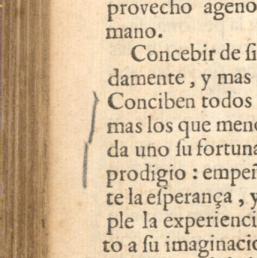 provecho ageno
mano.
Concebir de ſi
damente, y mas
Conciben todos
mas los que meno
da uno ſu fortuna
prodigio : empeñ
te la eſperança, y
ple la experienci
to a ſu imaginacio